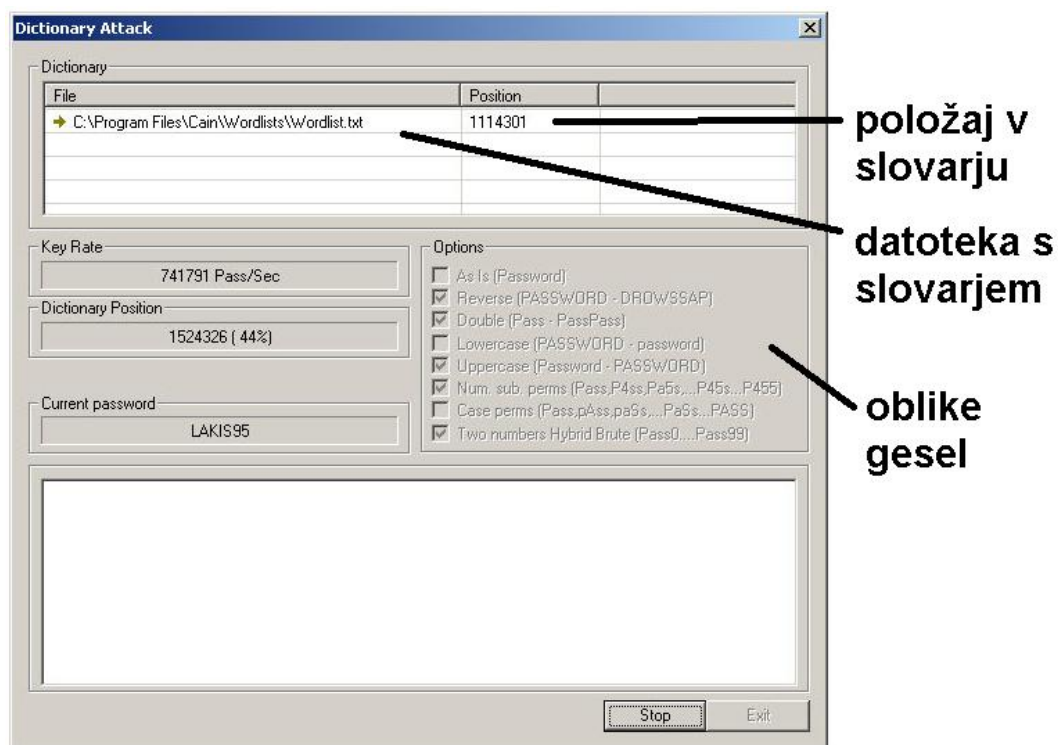 Dictionary Attack
Dictionary
File Position
C:\Program Files\Cain\Wordlists\Wordlist.txt 1114301
položaj v
slovarju
datoteka s
slovarjem
Key Rate
741791 Pass/Sec
Dictionary Position
1524326 ( 44%)
Current password
LAKIS95
Options
As Is (Password)
Reverse (PASSWORD - DROWSSAP)
Double (Pass - PassPass)
Lowercase (PASSWORD - password)
Uppercase (Password - PASSWORD)
Num. sub. perms (Pass,P4ss,Pa5s,...P45s...P455)
Case perms (Pass,pAss,paSs,...PaSs...PASS)
Two numbers Hybrid Brute (Pass0....Pass99)
oblike
gesel
Stop Exit